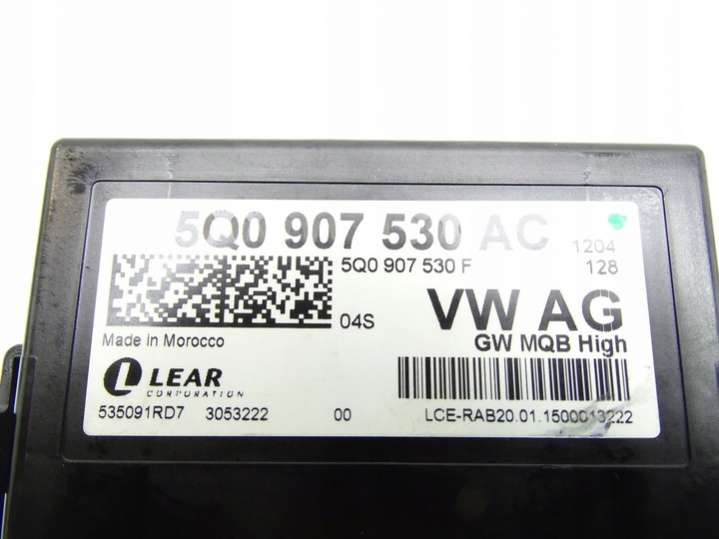 5Q0 907 530 AC 1204
5Q0 907 530 F 128
04S VW AG
Made In Morocco GW MQB High
LEAR
CORPORATION
535091RD7 3053222 00 LCE-RAB20.01.1500013222